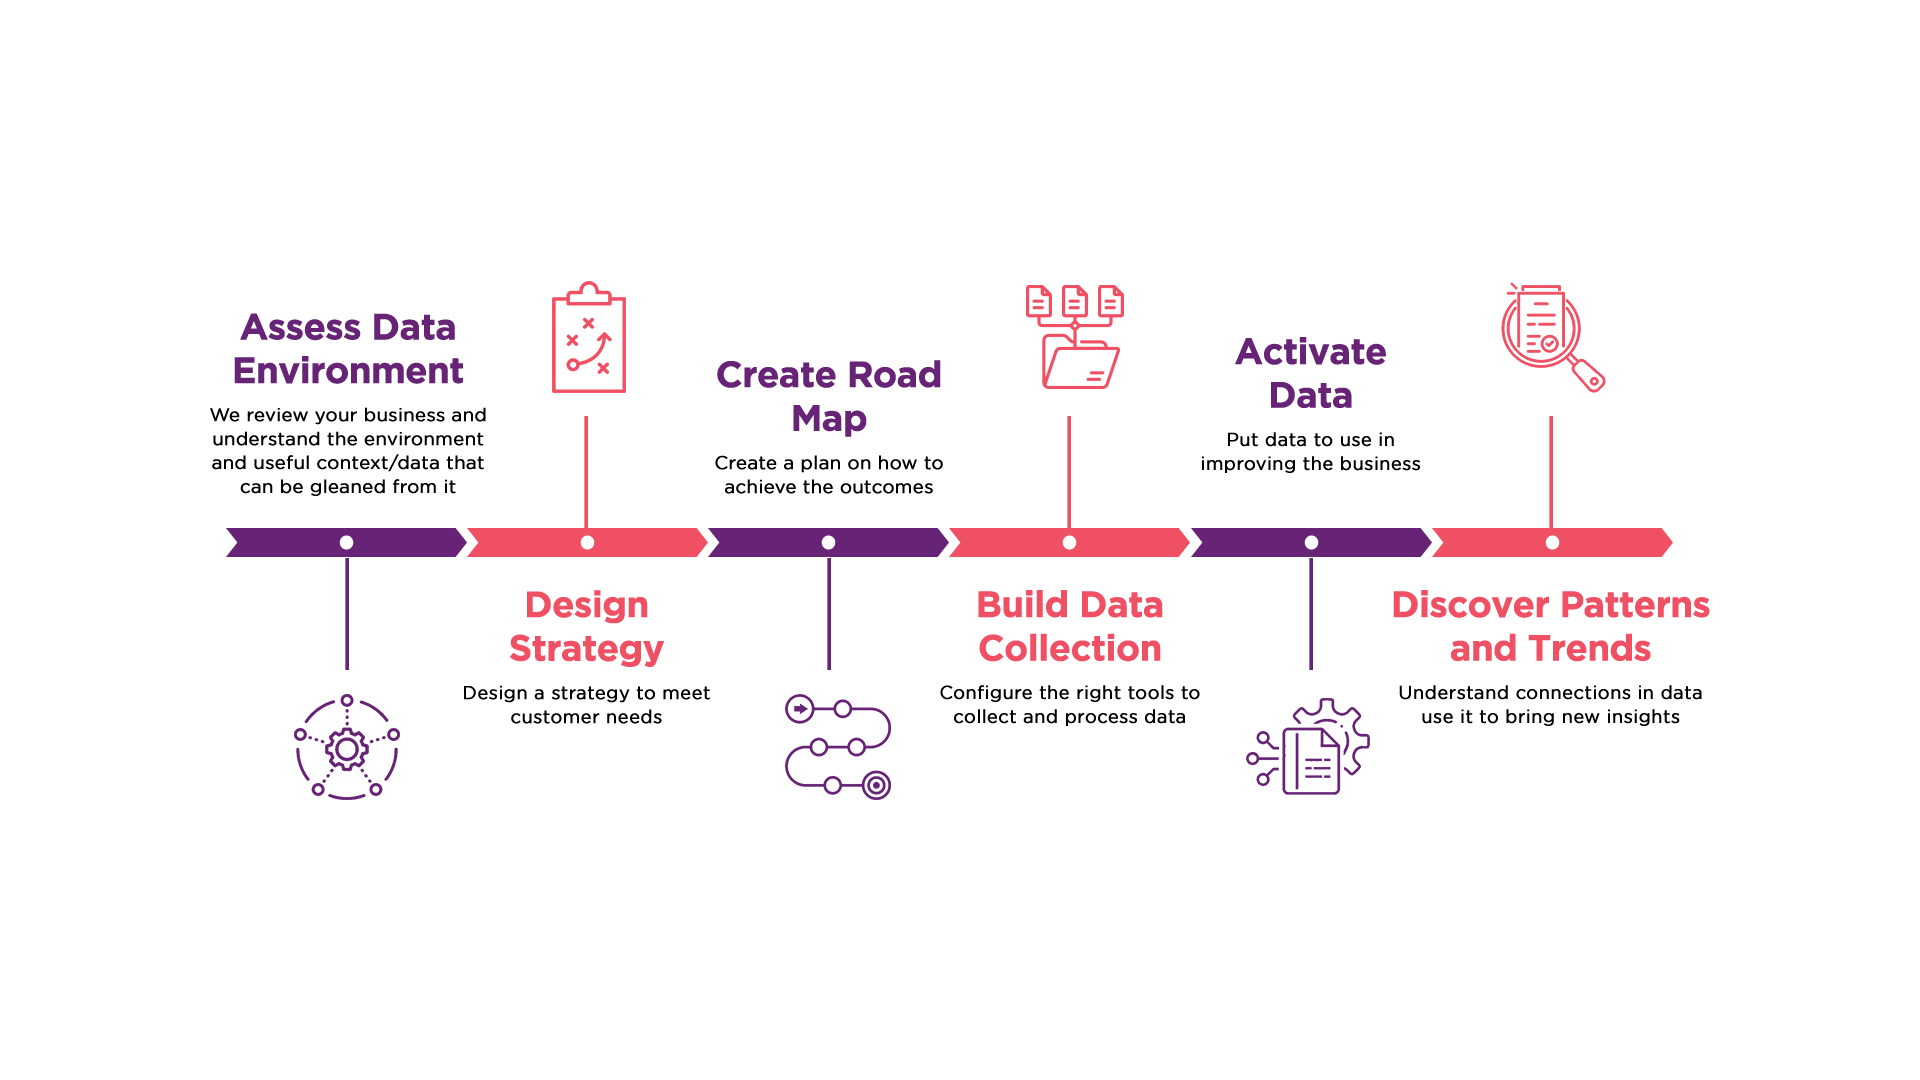 Assess Data
Environment
We review your business and
understand the environment
and useful context/data that
can be gleaned from it
Design
Strategy
Design a strategy to meet
customer needs
Create Road
Map
Create a plan on how to
achieve the outcomes
Build Data
Collection
Configure the right tools to
collect and process data
Activate
Data
Put data to use in
improving the business
Discover Patterns
and Trends
Understand connections in data
use it to bring new insights